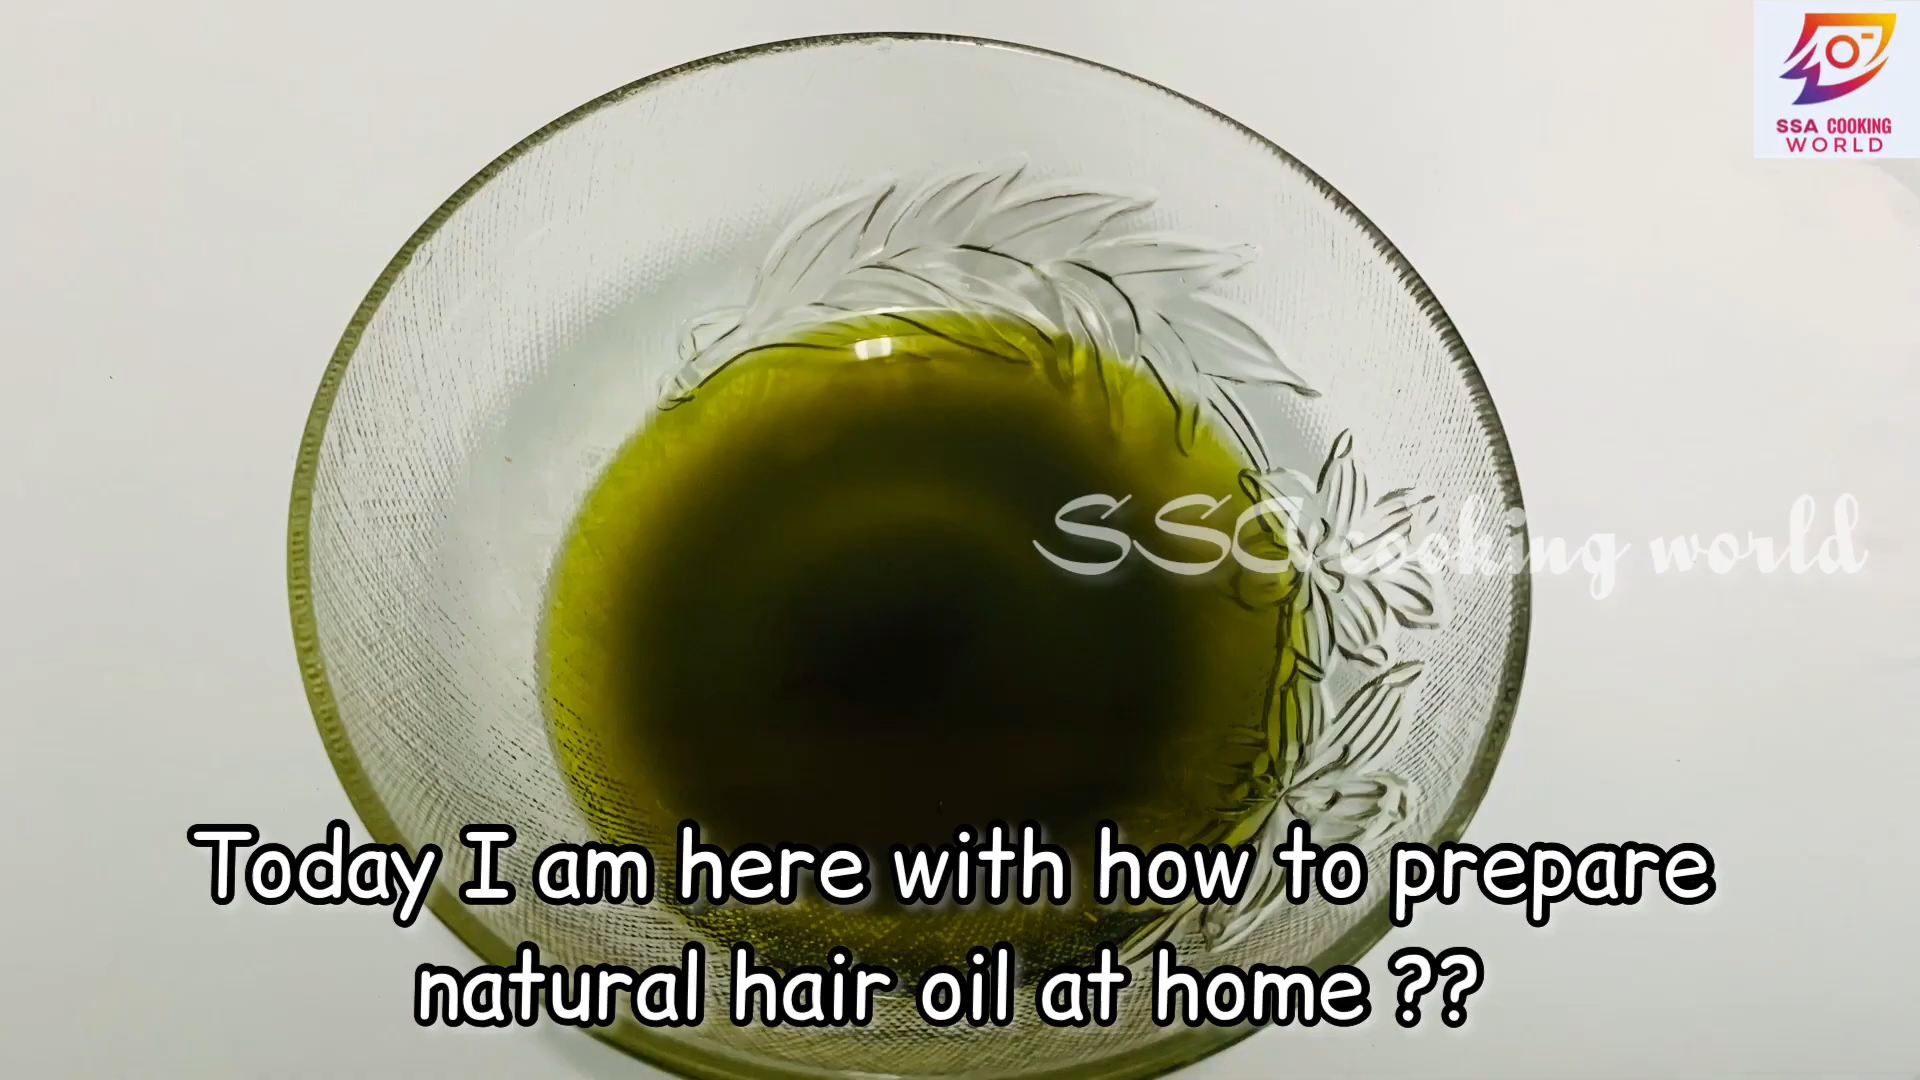 SSA COOKING
WORLD
SSA cooking world
Today I am here with how to prepare
natural hair oil at home ??